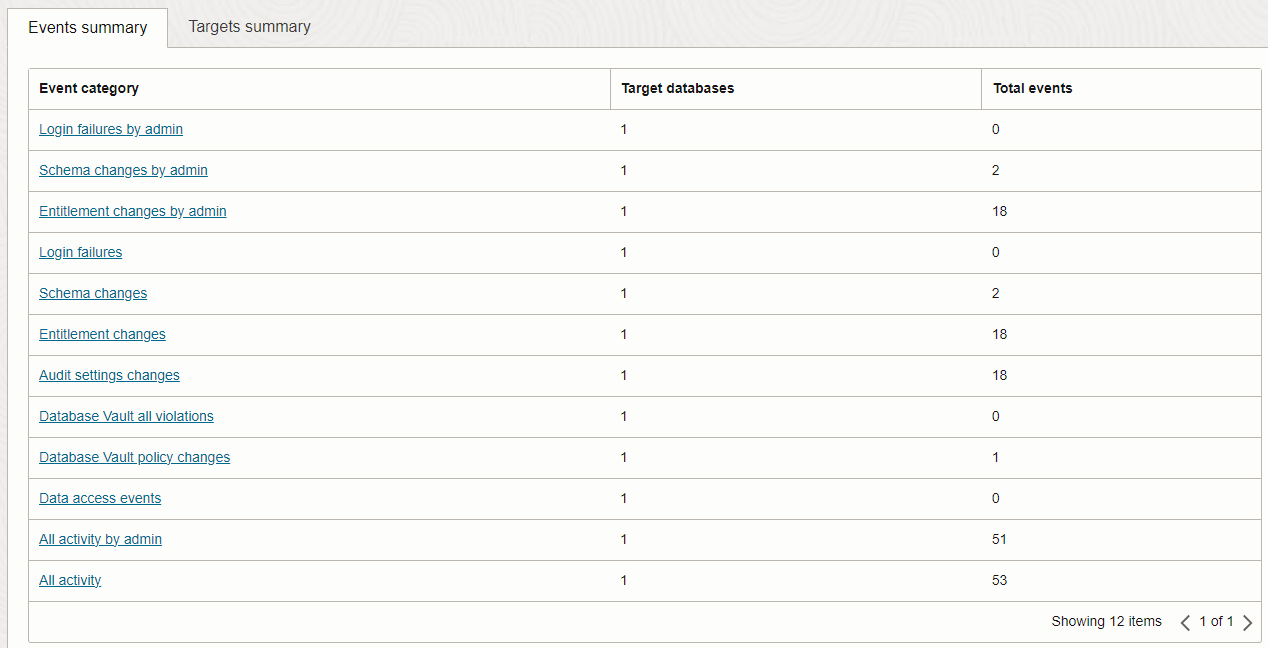 Events summary Targets summary
Event category Target databases Total events
Login failures by admin 1 0
Schema changes by admin 1 2
Entitlement changes by admin 1 18
Login failures 1 0
Schema changes 1 2
Entitlement changes 1 18
Audit settings changes 1 18
Database Vault all violations 1 0
Database Vault policy changes 1 1
Data access events 1 0
All activity by admin 1 51
All activity 1 53
Showing 12 items 1 of 1